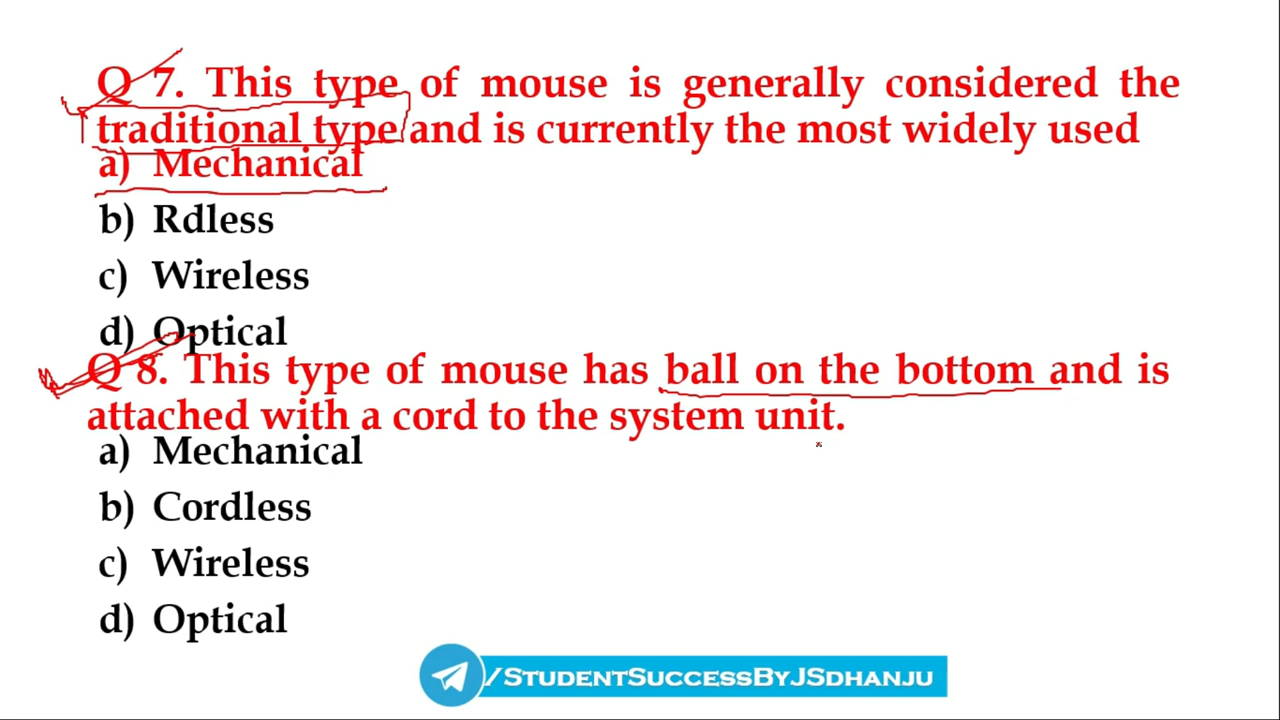 Q 7. This type of mouse is generally considered the
traditional type and is currently the most widely used
a) Mechanical
b) Rdless
c) Wireless
d) Optical
Q 8. This type of mouse has ball on the bottom and is
attached with a cord to the system unit.
a) Mechanical
b) Cordless
c) Wireless
d) Optical
/StudentSuccessByJSdhanju